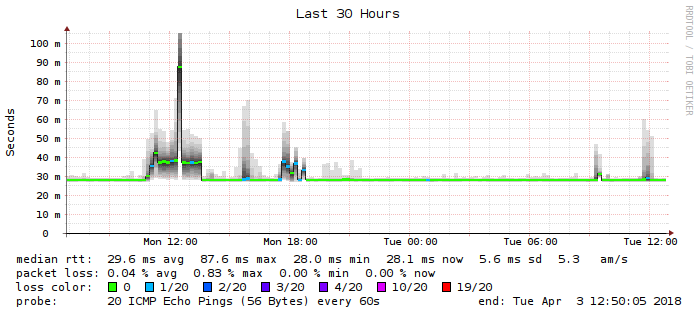 Last 30 Hours
RRDTOOL / TOBI OETIKER
Seconds
100 m
90 m
80 m
70 m
60 m
50 m
40 m
30 m
20 m
10 m
0
Mon 12:00 Mon 18:00 Tue 00:00 Tue 06:00 Tue 12:00
median rtt: 29.6 ms avg 87.6 ms max 28.0 ms min 28.1 ms now 5.6 ms sd 5.3 am/s
packet loss: 0.04 % avg 0.83 % max 0.00 % min 0.00 % now
loss color: 0 1/20 2/20 3/20 4/20 10/20 19/20
probe: 20 ICMP Echo Pings (56 Bytes) every 60s end: Tue Apr 3 12:50:05 2018